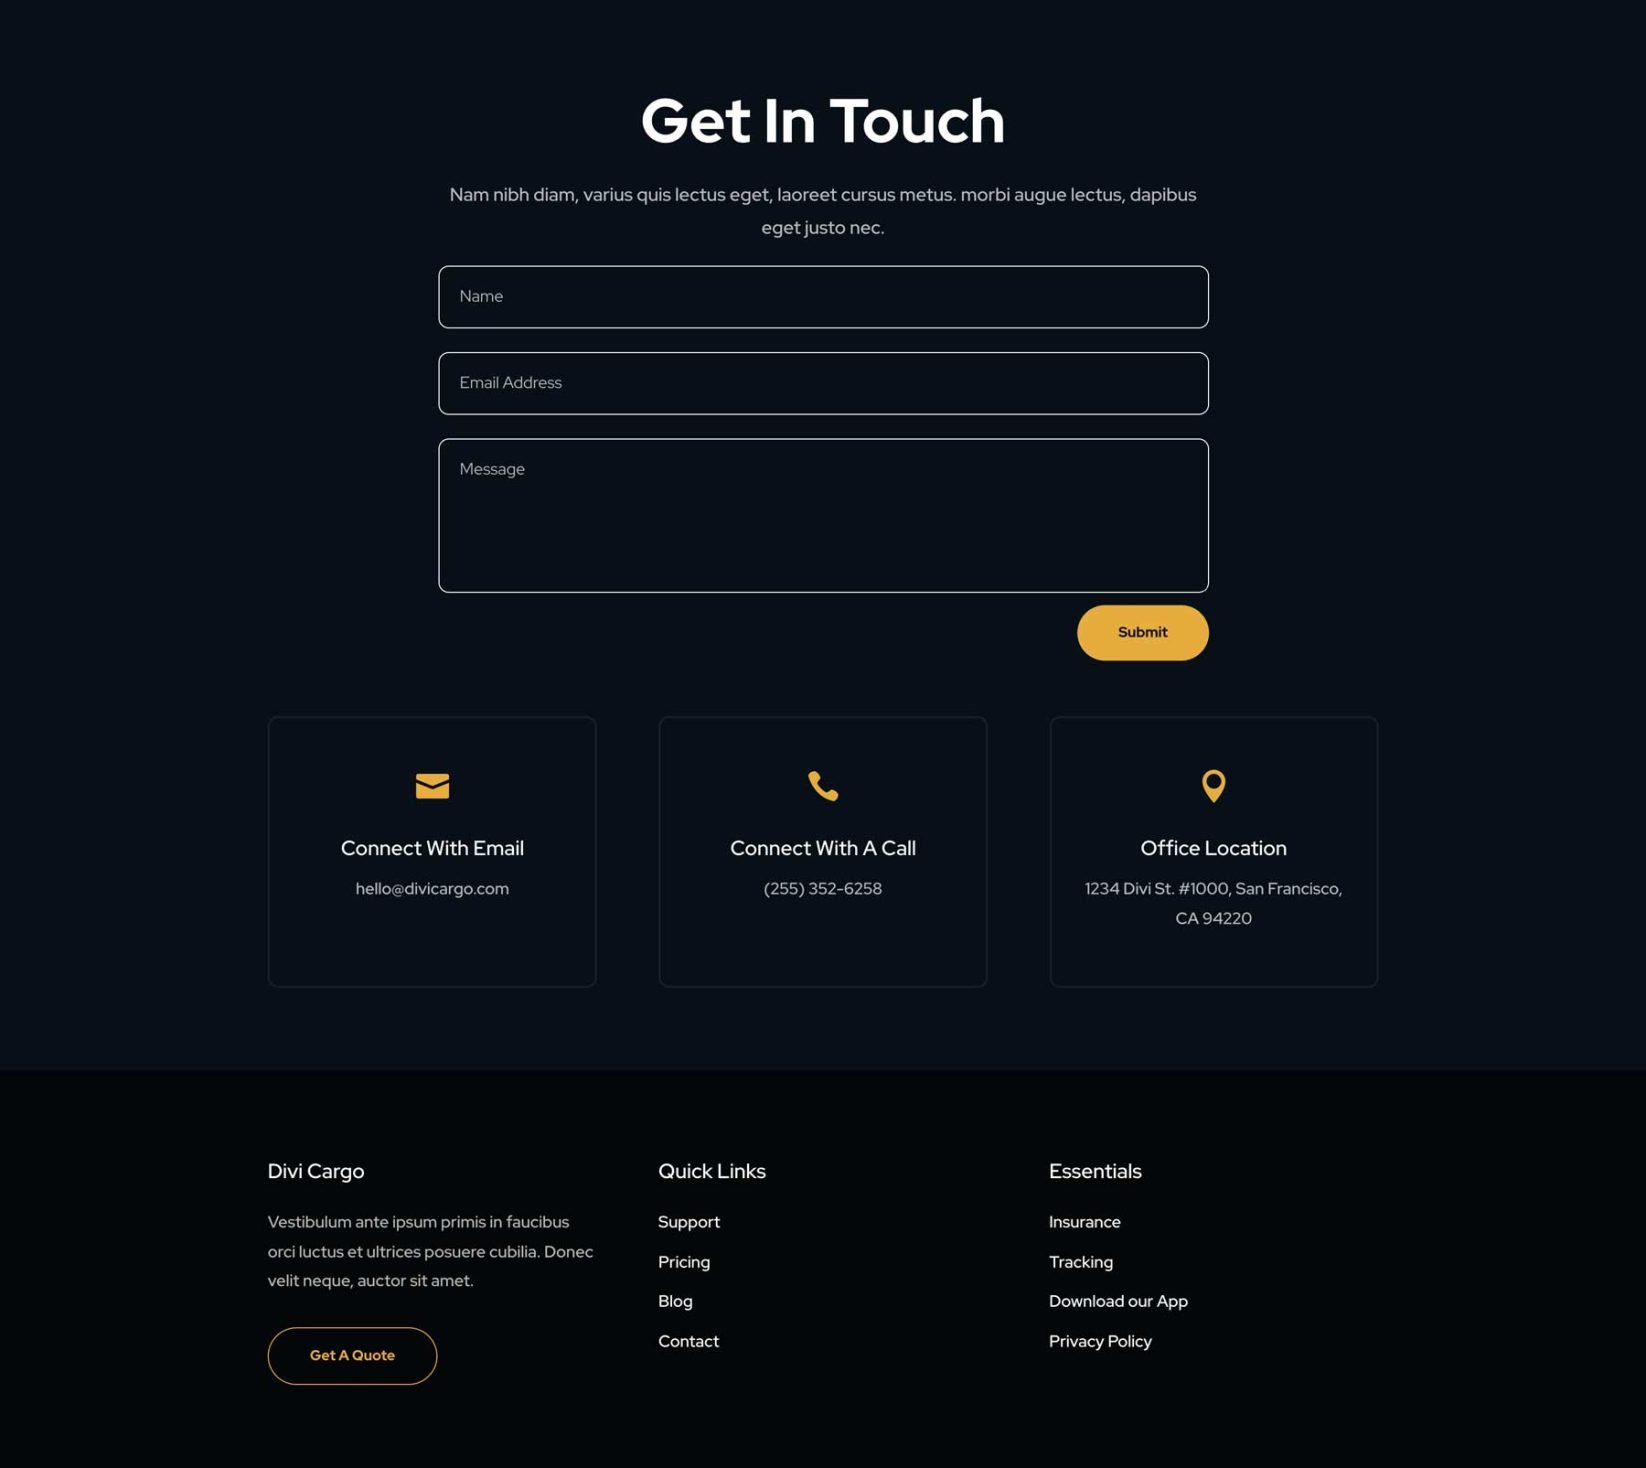 Get In Touch
Nam nibh diam, varius quis lectus eget, laoreet cursus metus. morbi augue lectus, dapibus
eget justo nec.
Name
Email Address
Message
Submit
Connect With Email
hello@divicargo.com
Connect With A Call
(255) 352-6258
Office Location
1234 Divi St. #1000, San Francisco,
CA 94220
Divi Cargo
Vestibulum ante ipsum primis in faucibus
orci luctus et ultrices posuere cubilia. Donec
velit neque, auctor sit amet.
Get A Quote
Quick Links
Support
Pricing
Blog
Contact
Essentials
Insurance
Tracking
Download our App
Privacy Policy